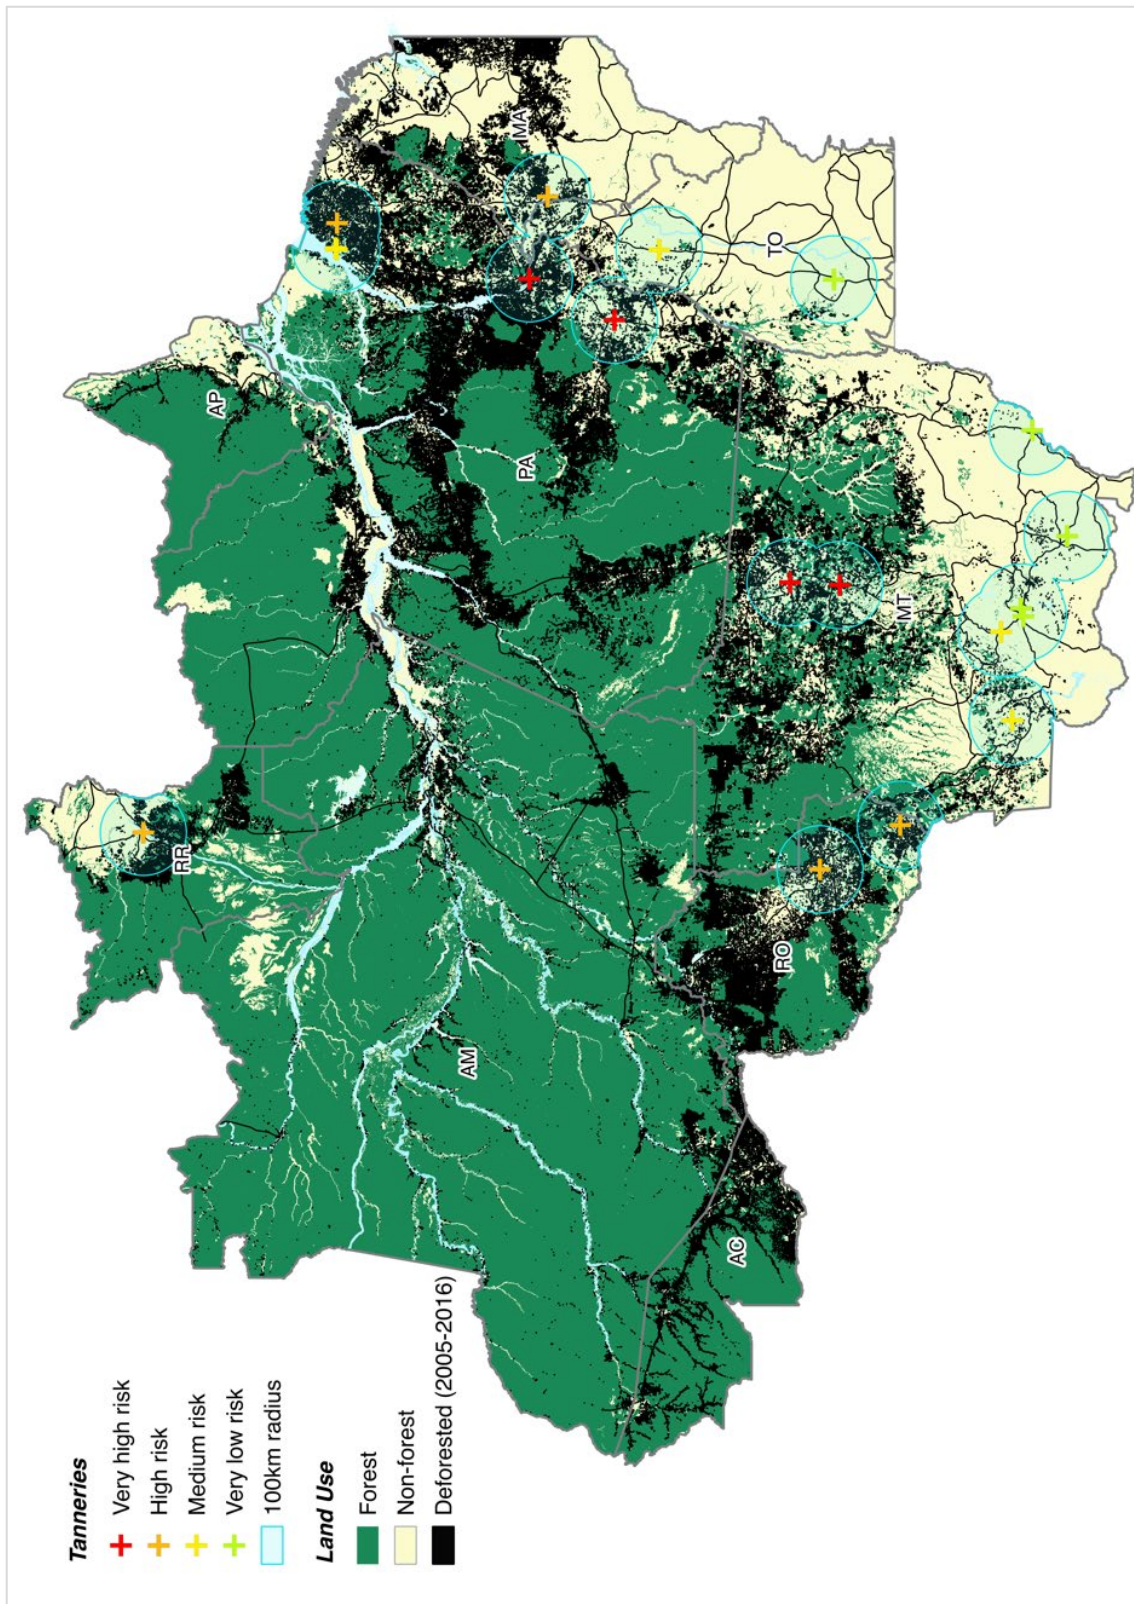 Tanneries
Very high risk
High risk
Medium risk
Very low risk
100km radius
Land Use
Forest
Non-forest
Deforested (2005-2016)
RR
AP
AM
PA
MA
AC
RO
MT
TO